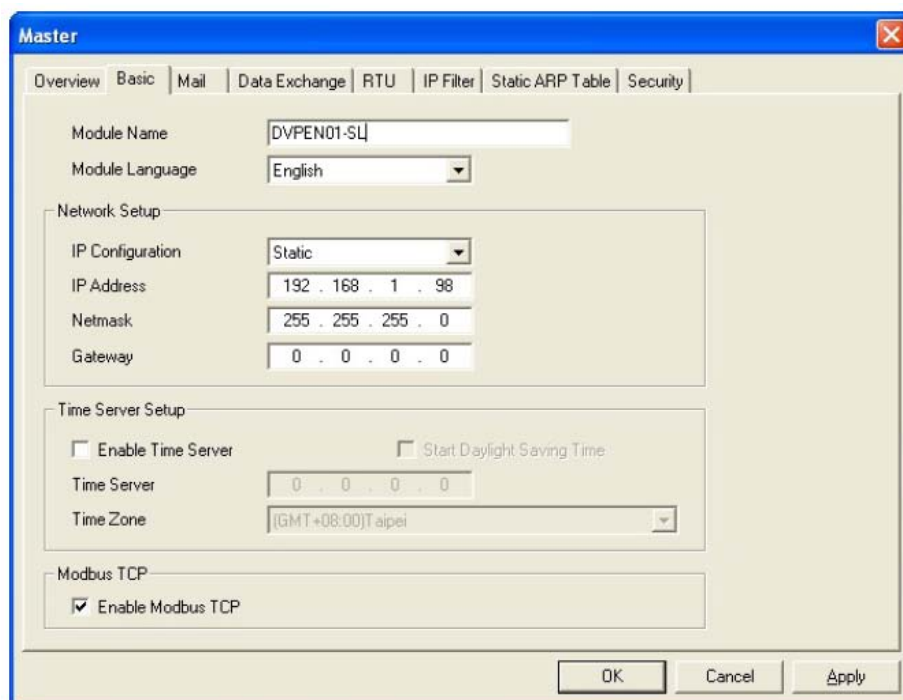 Master
Overview Basic Mail Data Exchange RTU IP Filter Static ARP Table Security
Module Name DVPEN01-SL
Module Language English
Network Setup
IP Configuration Static
IP Address 192 . 168 . 1 . 98
Netmask 255 . 255 . 255 . 0
Gateway 0 . 0 . 0 . 0
Time Server Setup
Enable Time Server Start Daylight Saving Time
Time Server 0 . 0 . 0 . 0
Time Zone (GMT+08:00)Taipei
Modbus TCP
Enable Modbus TCP
OK Cancel Apply